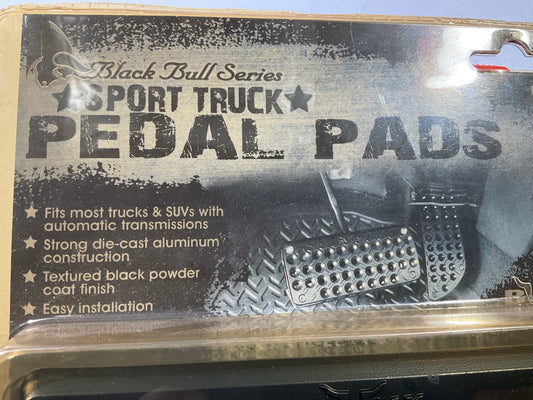 Black Bull Series
SPORT TRUCK
PEDAL PADS
Fits most trucks & SUVs with
automatic transmissions
Strong die-cast aluminum
construction
Textured black powder
coat finish
Easy installation